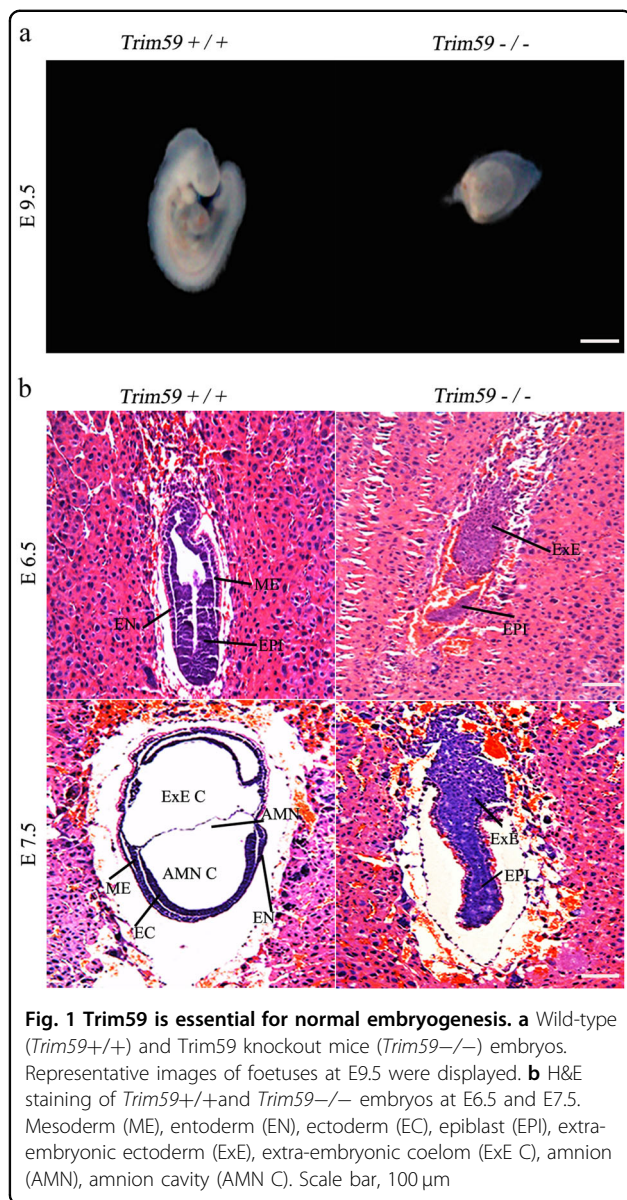 a
Trim59 +/+ Trim59 -/-
E 9.5
b
Trim59 +/+ Trim59 -/-
E 6.5
ME
EN
EPI
ExE
EPI
E 7.5
ExE C
AMN
ME
AMN C
EN
EC
ExE
EPI
Fig. 1 Trim59 is essential for normal embryogenesis. a Wild-type
(Trim59+/+) and Trim59 knockout mice (Trim59−/−) embryos.
Representative images of foetuses at E9.5 were displayed. b H&E
staining of Trim59+/+and Trim59−/− embryos at E6.5 and E7.5.
Mesoderm (ME), entoderm (EN), ectoderm (EC), epiblast (EPI), extra-
embryonic ectoderm (ExE), extra-embryonic coelom (ExE C), amnion
(AMN), amnion cavity (AMN C). Scale bar, 100 μm